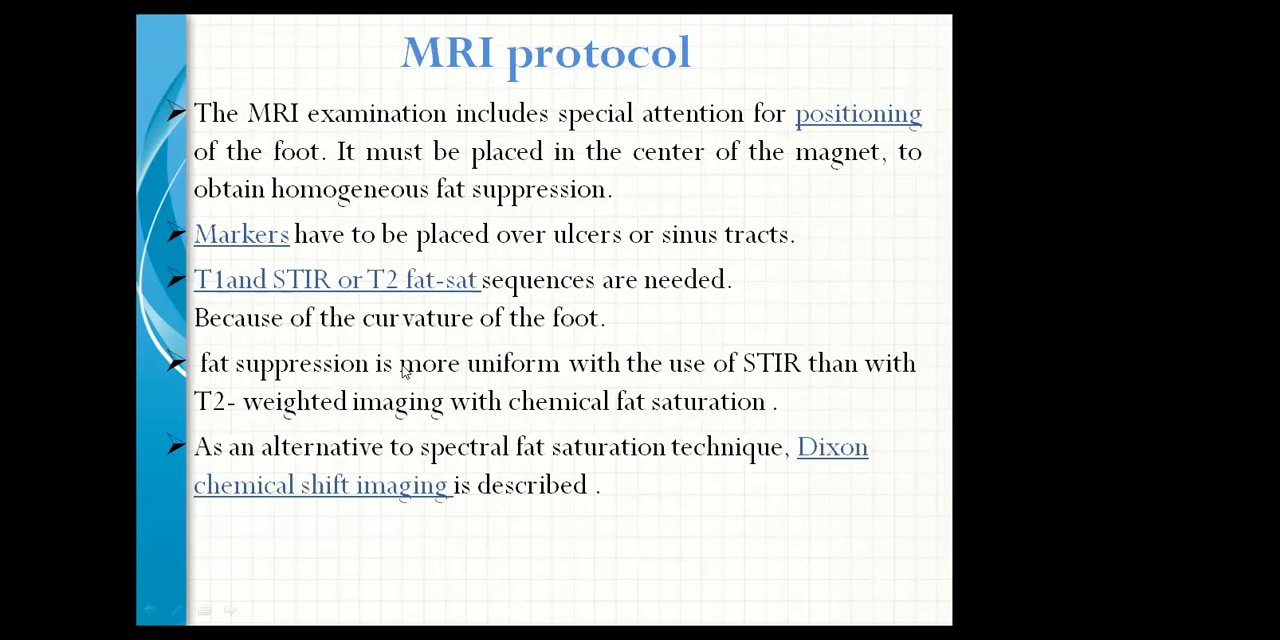 MRI protocol
The MRI examination includes special attention for positioning
of the foot. It must be placed in the center of the magnet, to
obtain homogeneous fat suppression.
Markers have to be placed over ulcers or sinus tracts.
T1and STIR or T2 fat-sat sequences are needed.
Because of the curvature of the foot.
fat suppression is more uniform with the use of STIR than with
T2- weighted imaging with chemical fat saturation .
As an alternative to spectral fat saturation technique, Dixon
chemical shift imaging is described .